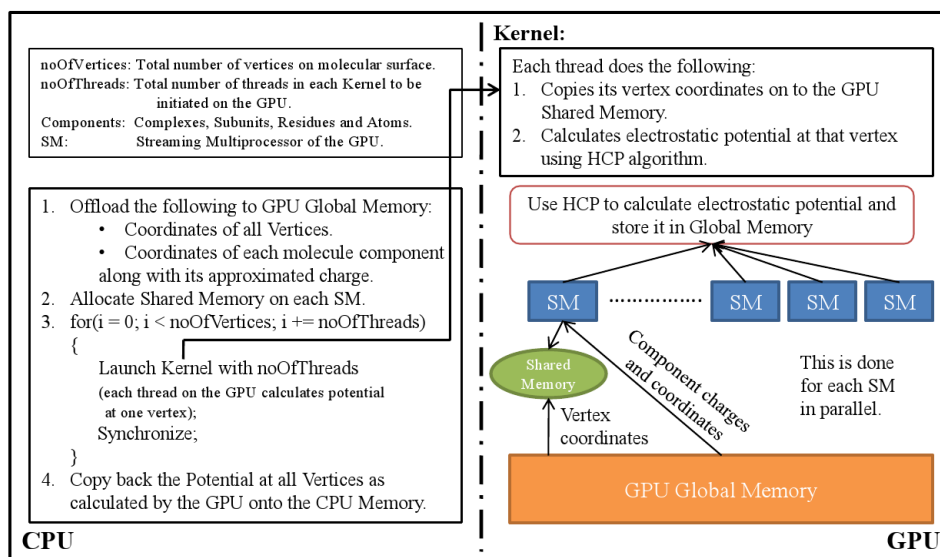 noOfVertices: Total number of vertices on molecular surface.
noOfThreads: Total number of threads in each Kernel to be
initiated on the GPU.
Components: Complexes, Subunits, Residues and Atoms.
SM: Streaming Multiprocessor of the GPU.
1. Offload the following to GPU Global Memory:
• Coordinates of all Vertices.
• Coordinates of each molecule component
along with its approximated charge.
2. Allocate Shared Memory on each SM.
3. for(i = 0; i < noOfVertices; i += noOfThreads)
{
Launch Kernel with noOfThreads
(each thread on the GPU calculates potential
at one vertex);
Synchronize;
}
4. Copy back the Potential at all Vertices as
calculated by the GPU onto the CPU Memory.
CPU
Kernel:
Each thread does the following:
1. Copies its vertex coordinates on to the GPU
Shared Memory.
2. Calculates electrostatic potential at that vertex
using HCP algorithm.
Use HCP to calculate electrostatic potential and
store it in Global Memory
SM ................. SM SM SM
Shared
Memory
Component charges
and coordinates
This is done
for each SM
in parallel.
Vertex
coordinates
GPU Global Memory
GPU